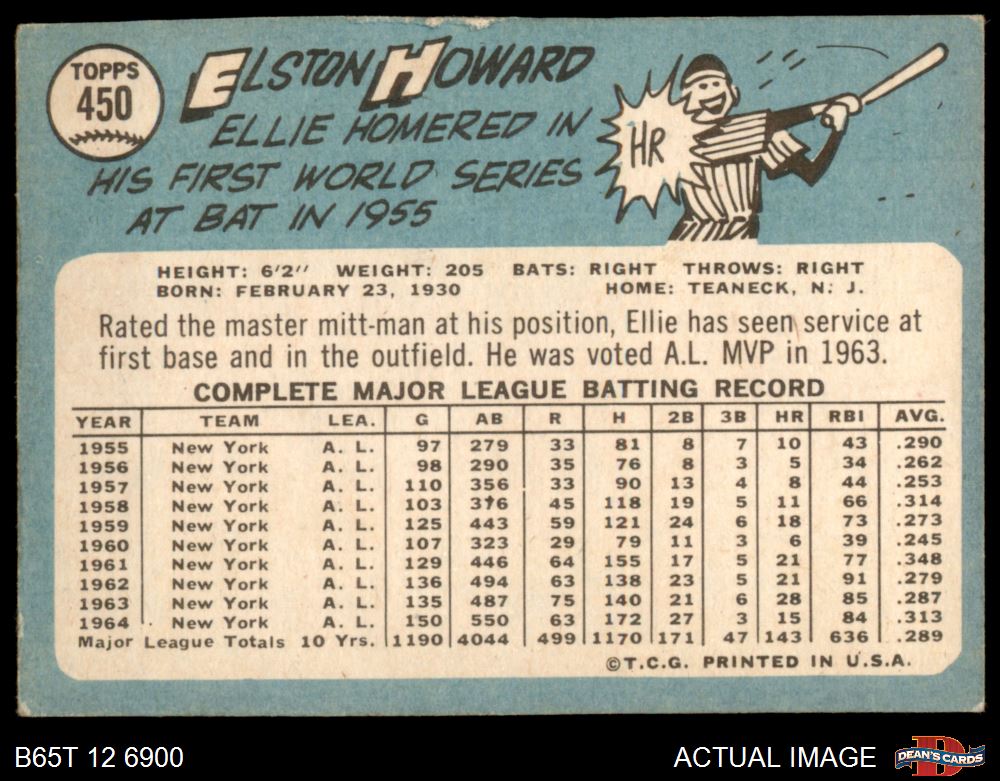 TOPPS
450
ELSTON HOWARD
ELLIE HOMERED IN
HIS FIRST WORLD SERIES
AT BAT IN 1955
HR
HEIGHT: 6'2" WEIGHT: 205 BATS: RIGHT THROWS: RIGHT
BORN: FEBRUARY 23, 1930 HOME: TEANECK, N. J.
Rated the master mitt-man at his position, Ellie has seen service at
first base and in the outfield. He was voted A.L. MVP in 1963.
COMPLETE MAJOR LEAGUE BATTING RECORD
YEAR TEAM LEA. G AB R H 2B 3B HR RBI AVG.
1955 New York A. L. 97 279 33 81 8 7 10 43 .290
1956 New York A. L. 98 290 35 76 8 3 5 34 .262
1957 New York A. L. 110 356 33 90 13 4 8 44 .253
1958 New York A. L. 103 376 45 118 19 5 11 66 .314
1959 New York A. L. 125 443 59 121 24 6 18 73 .273
1960 New York A. L. 107 323 29 79 11 3 6 39 .245
1961 New York A. L. 129 446 64 155 17 5 21 77 .348
1962 New York A. L. 136 494 63 138 23 5 21 91 .279
1963 New York A. L. 135 487 75 140 21 6 28 85 .287
1964 New York A. L. 150 550 63 172 27 3 15 84 .313
Major League Totals 10 Yrs. 1190 4044 499 1170 171 47 143 636 .289
©T.C.G. PRINTED IN U.S.A.
B65T 12 6900 ACTUAL IMAGE DEAN'S CARDS